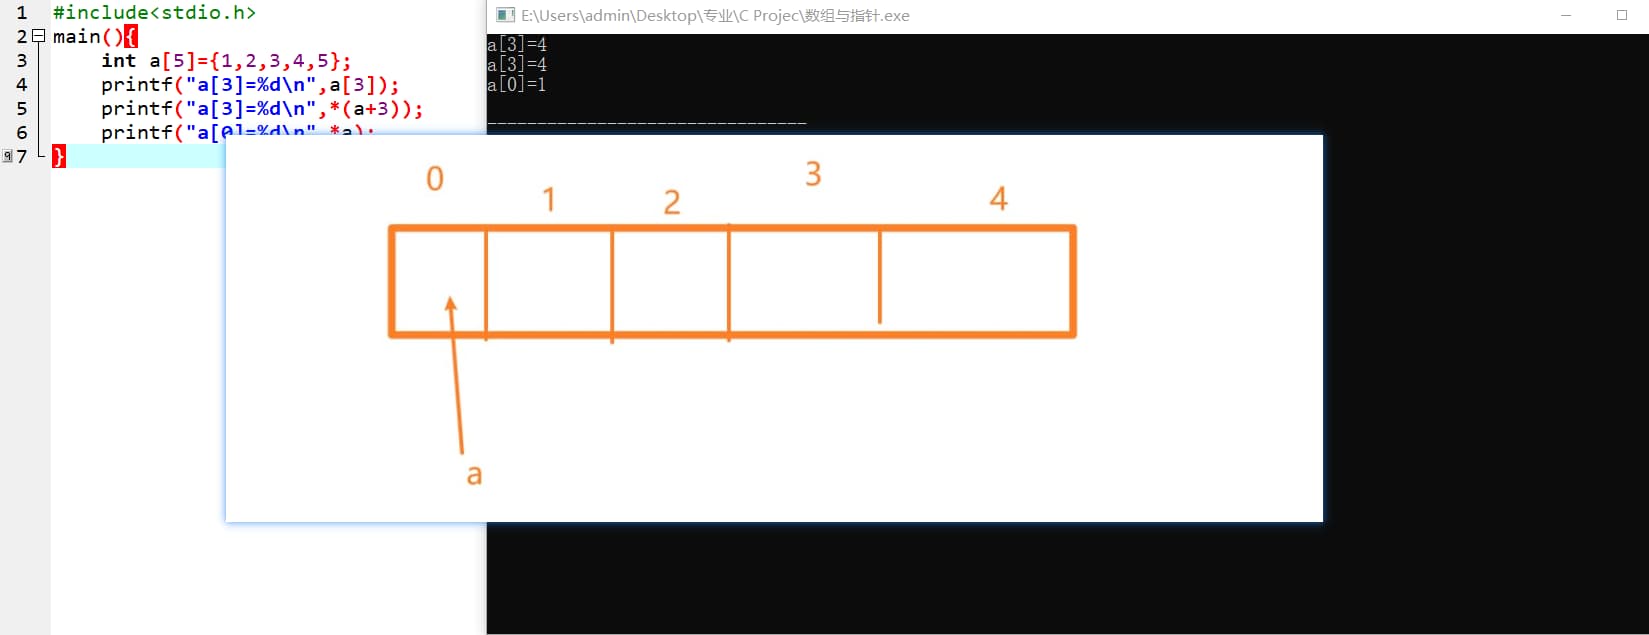 1 #include<stdio.h>
2 main(){
3 int a[5]={1,2,3,4,5};
4 printf("a[3]=%d\n",a[3]);
5 printf("a[3]=%d\n",*(a+3));
6 printf("a[0]=%d\n",*a);
7 }
E:\Users\admin\Desktop\专业\C Projec\数组与指针.exe
a[3]=4
a[3]=4
a[0]=1
--------------------------------
0 1 2 3 4
a